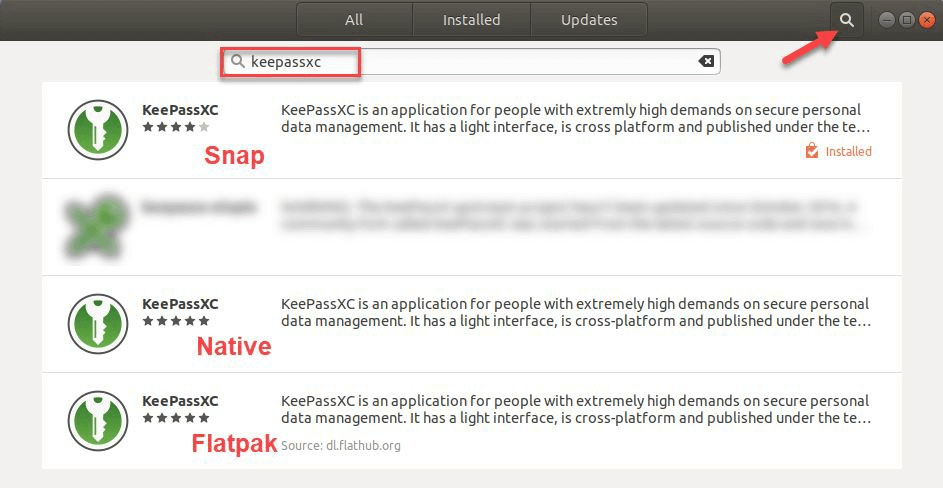 All
Installed
Updates
keepassxc
KeePassXC
KeePassXC is an application for people with extremly high demands on secure personal
data management. It has a light interface, is cross platform and published under the te...
Snap
Installed
KeePassXC
KeePassXC is an application for people with extremely high demands on secure personal
data management. It has a light interface, is cross-platform and published under the te...
Native
KeePassXC
KeePassXC is an application for people with extremely high demands on secure personal
data management. It has a light interface, is cross-platform and published under the te...
Flatpak
Source: dl.flathub.org